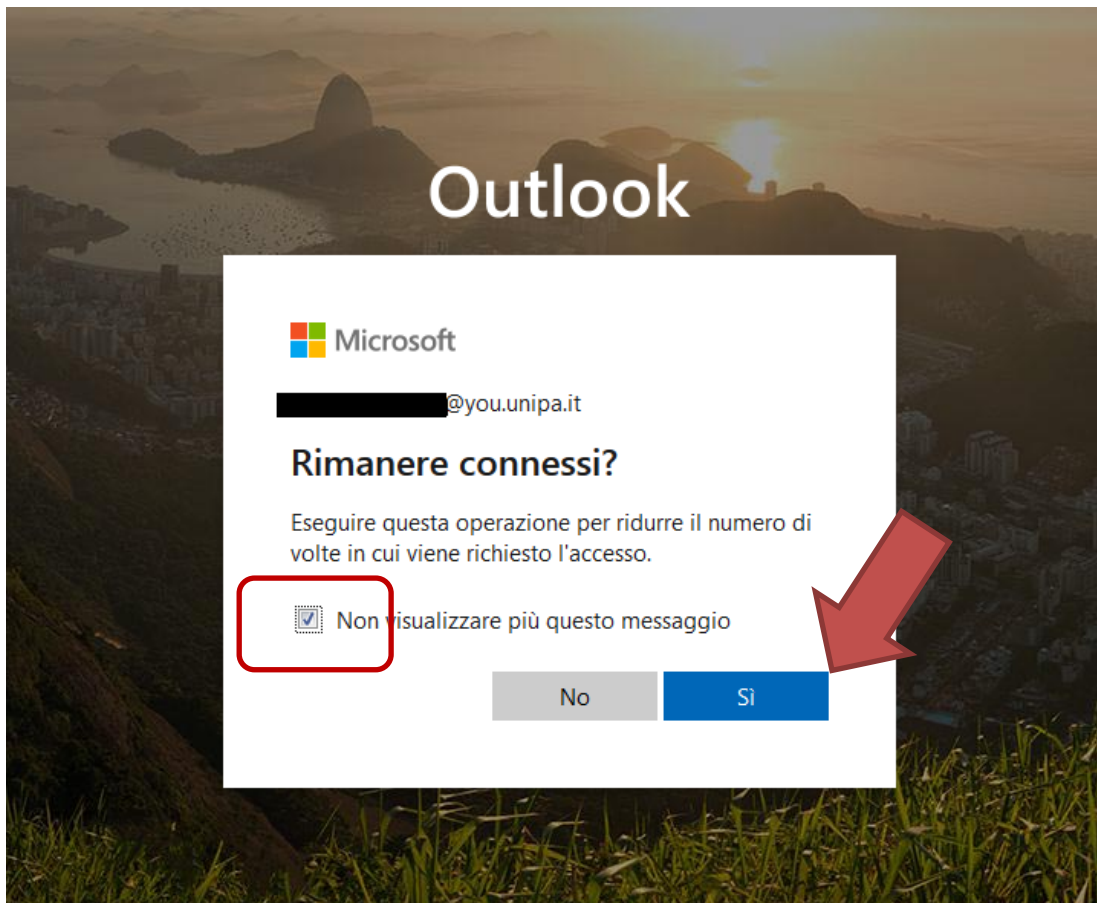 Outlook
Microsoft
@you.unipa.it
Rimanere connessi?
Eseguire questa operazione per ridurre il numero di
volte in cui viene richiesto l'accesso.
Non visualizzare più questo messaggio
No
Sì